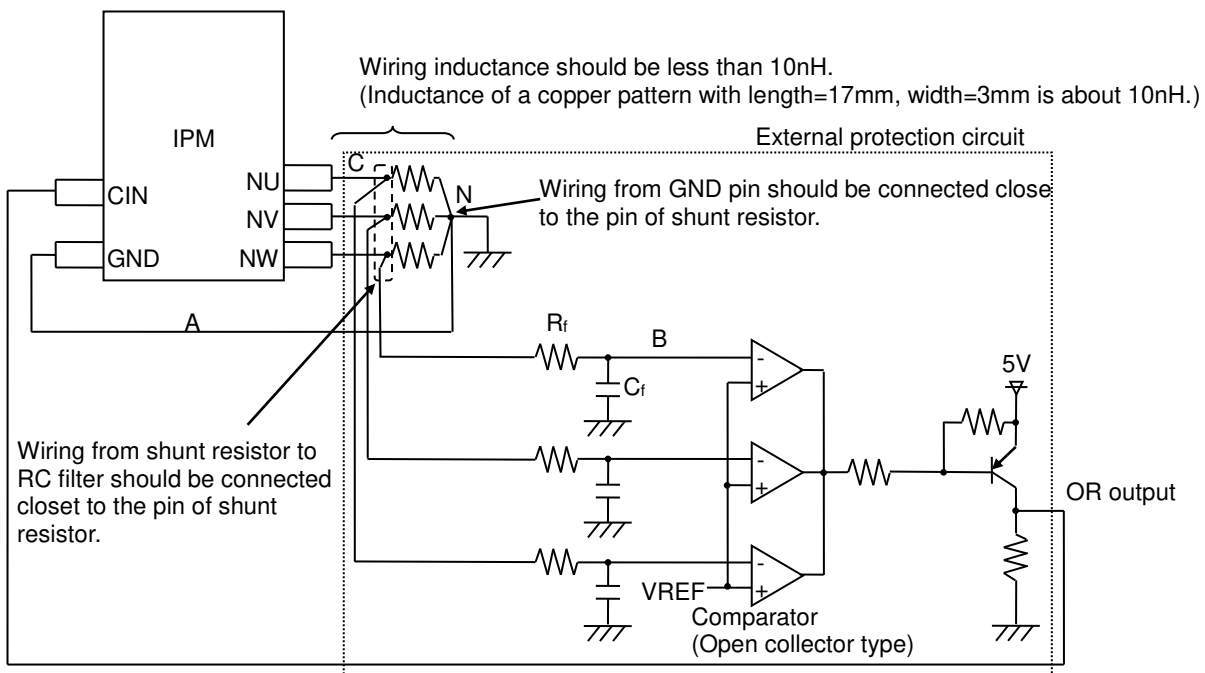 Wiring inductance should be less than 10nH.
(Inductance of a copper pattern with length=17mm, width=3mm is about 10nH.)
External protection circuit
IPM
C
NU
CIN
N
Wiring from GND pin should be connected close
to the pin of shunt resistor.
NV
GND
NW
A
Rf
B
-
+
5V
Cf
Wiring from shunt resistor to
RC filter should be connected
closet to the pin of shunt
resistor.
-
+
OR output
-
+
VREF
Comparator
(Open collector type)